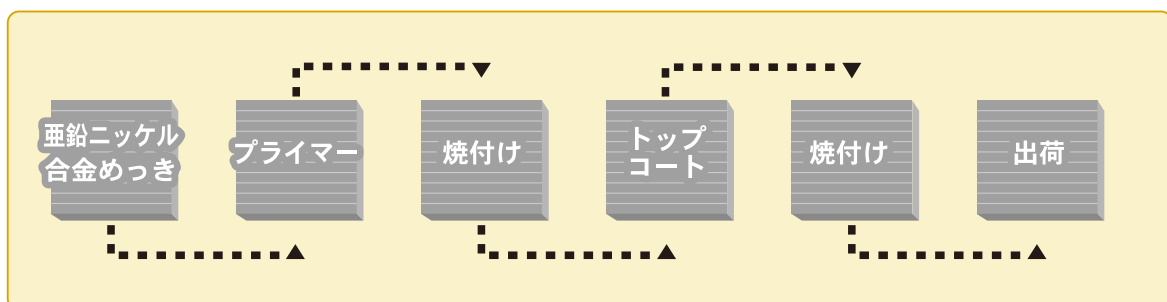 亜鉛ニッケル
合金めっき
プライマー
焼付け
トップ
コート
焼付け
出荷